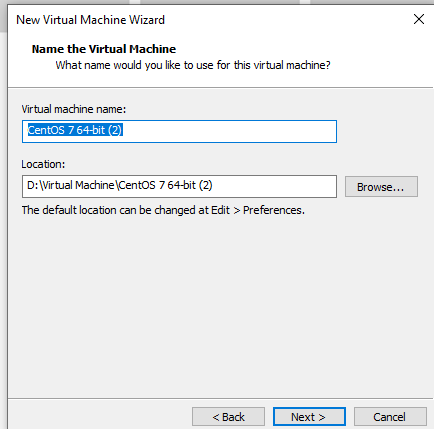 New Virtual Machine Wizard
Name the Virtual Machine
What name would you like to use for this virtual machine?
Virtual machine name:
CentOS 7 64-bit (2)
Location:
D:\Virtual Machine\CentOS 7 64-bit (2)
Browse...
The default location can be changed at Edit > Preferences.
< Back
Next >
Cancel